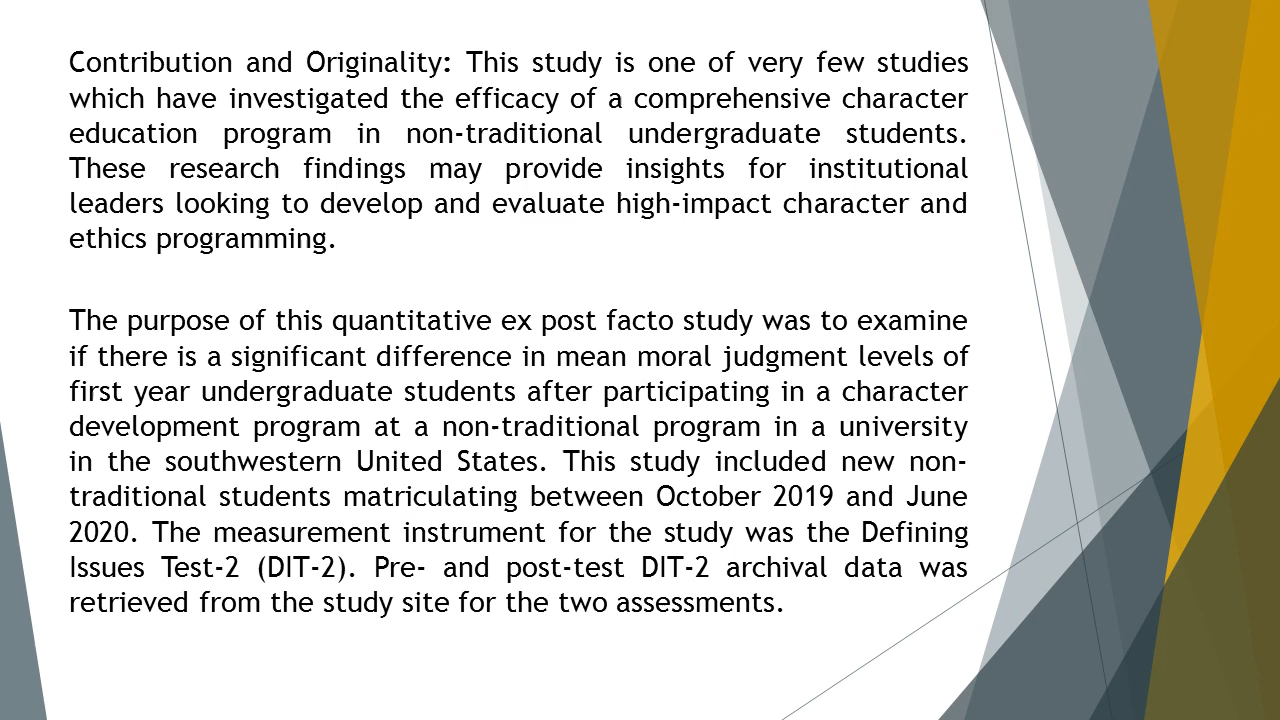 Contribution and Originality: This study is one of very few studies
which have investigated the efficacy of a comprehensive character
education program in non-traditional undergraduate students.
These research findings may provide insights for institutional
leaders looking to develop and evaluate high-impact character and
ethics programming.
The purpose of this quantitative ex post facto study was to examine
if there is a significant difference in mean moral judgment levels of
first year undergraduate students after participating in a character
development program at a non-traditional program in a university
in the southwestern United States. This study included new non-
traditional students matriculating between October 2019 and June
2020. The measurement instrument for the study was the Defining
Issues Test-2 (DIT-2). Pre- and post-test DIT-2 archival data was
retrieved from the study site for the two assessments.